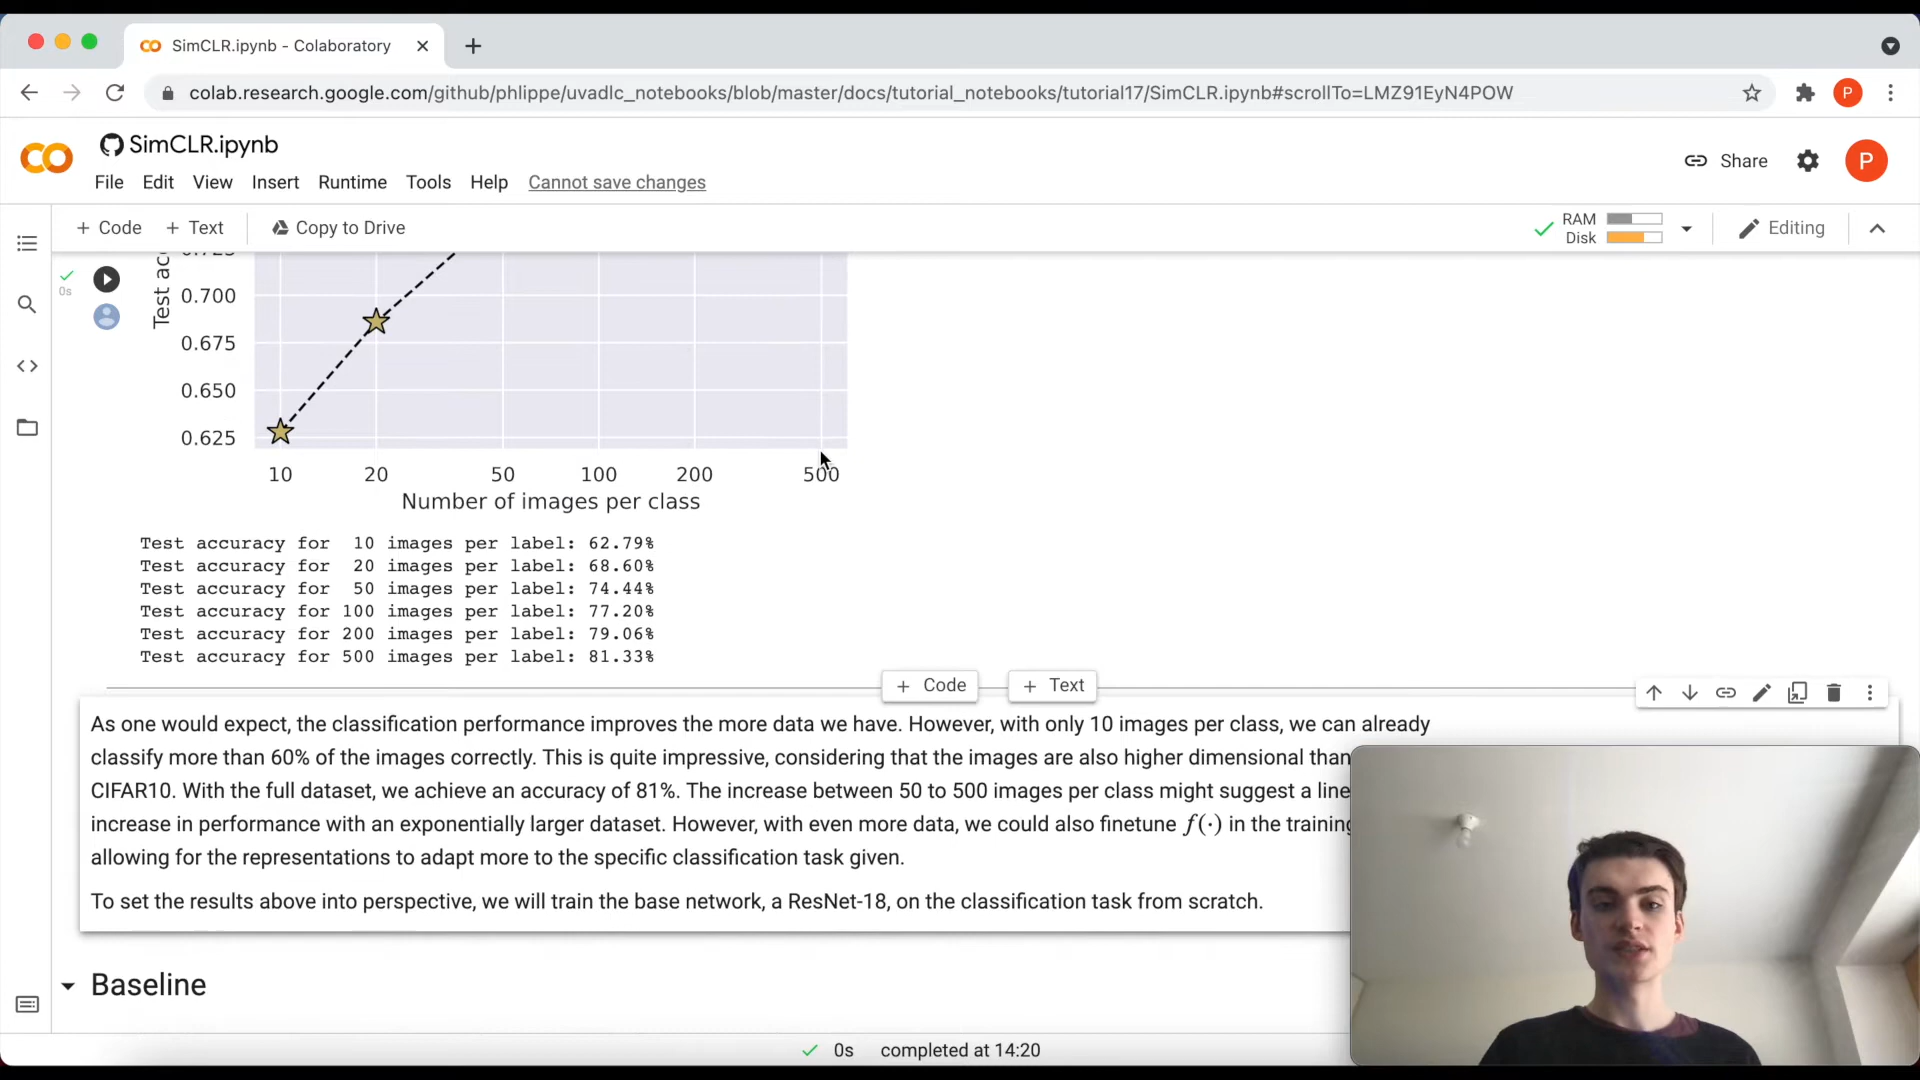 SimCLR.ipynb - Colaboratory
colab.research.google.com/github/phlippe/uvadlc_notebooks/blob/master/docs/tutorial_notebooks/tutorial17/SimCLR.ipynb#scrollTo=LMZ91EyN4POW
P
SimCLR.ipynb
Share
P
File Edit View Insert Runtime Tools Help Cannot save changes
+ Code + Text Copy to Drive
RAM
Disk
Editing
0s
Test ac
0.725
0.700
0.675
0.650
0.625
10 20 50 100 200 500
Number of images per class
Test accuracy for 10 images per label: 62.79%
Test accuracy for 20 images per label: 68.60%
Test accuracy for 50 images per label: 74.44%
Test accuracy for 100 images per label: 77.20%
Test accuracy for 200 images per label: 79.06%
Test accuracy for 500 images per label: 81.33%
+ Code + Text
As one would expect, the classification performance improves the more data we have. However, with only 10 images per class, we can already
classify more than 60% of the images correctly. This is quite impressive, considering that the images are also higher dimensional than
CIFAR10. With the full dataset, we achieve an accuracy of 81%. The increase between 50 to 500 images per class might suggest a line
increase in performance with an exponentially larger dataset. However, with even more data, we could also finetune f(·) in the training
allowing for the representations to adapt more to the specific classification task given.
To set the results above into perspective, we will train the base network, a ResNet-18, on the classification task from scratch.
Baseline
0s completed at 14:20